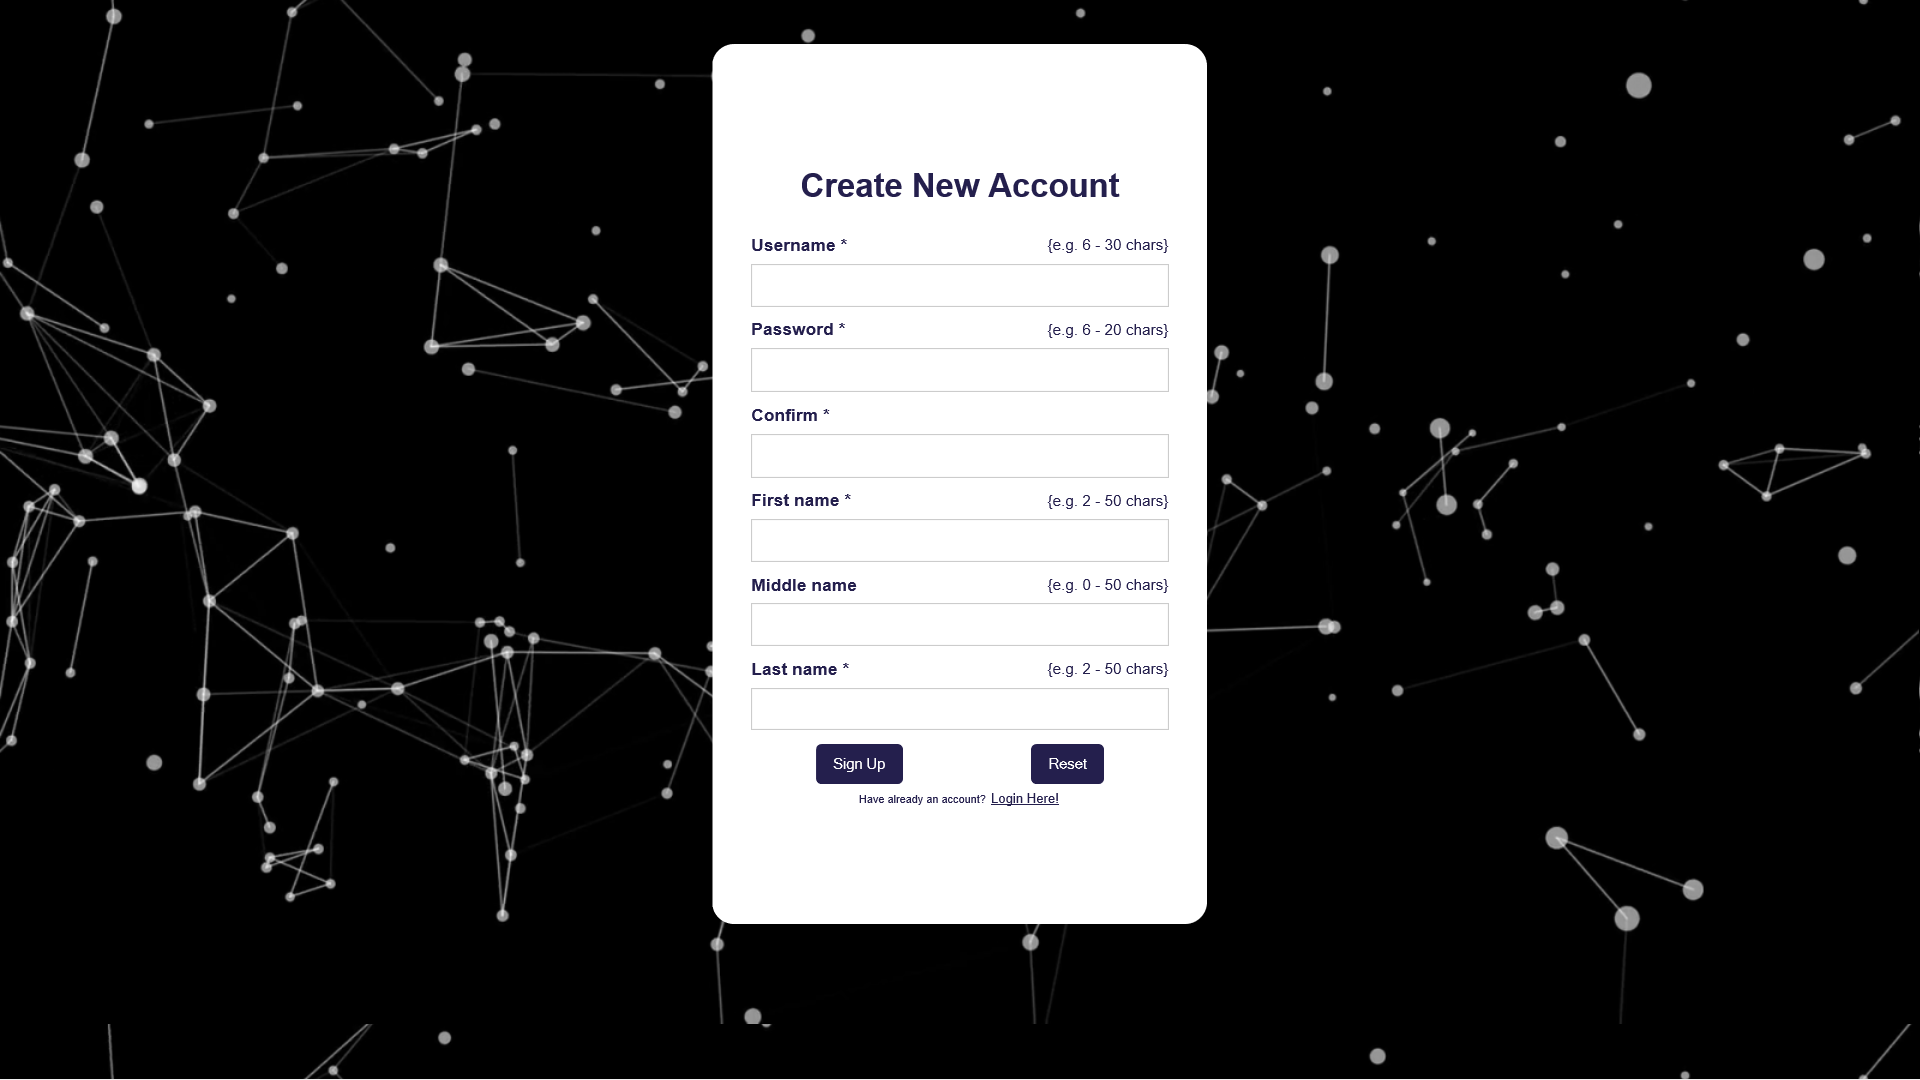 Create New Account
Username * {e.g. 6 - 30 chars}
Password * {e.g. 6 - 20 chars}
Confirm *
First name * {e.g. 2 - 50 chars}
Middle name {e.g. 0 - 50 chars}
Last name * {e.g. 2 - 50 chars}
Sign Up Reset
Have already an account? Login Here!